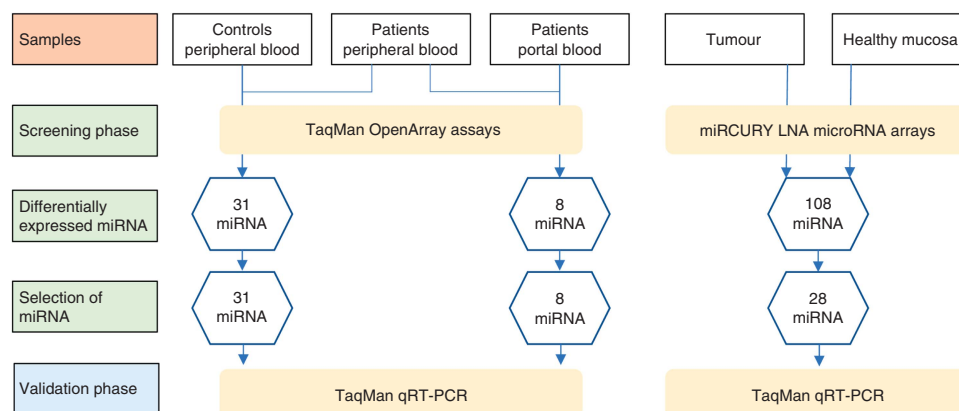 Samples
Controls
peripheral blood
Patients
peripheral blood
Patients
portal blood
Tumour
Healthy mucosa
Screening phase
TaqMan OpenArray assays
miRCURY LNA microRNA arrays
Differentially
expressed miRNA
31
miRNA
8
miRNA
108
miRNA
Selection of
miRNA
31
miRNA
8
miRNA
28
miRNA
Validation phase
TaqMan qRT-PCR
TaqMan qRT-PCR